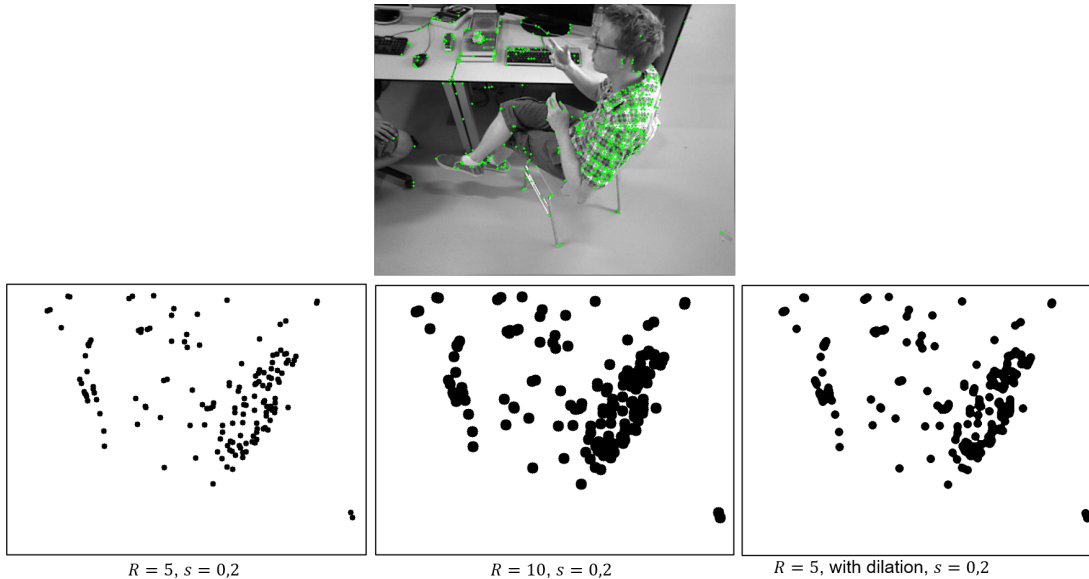 R = 5, s = 0,2
R = 10, s = 0,2
R = 5, with dilation, s = 0,2